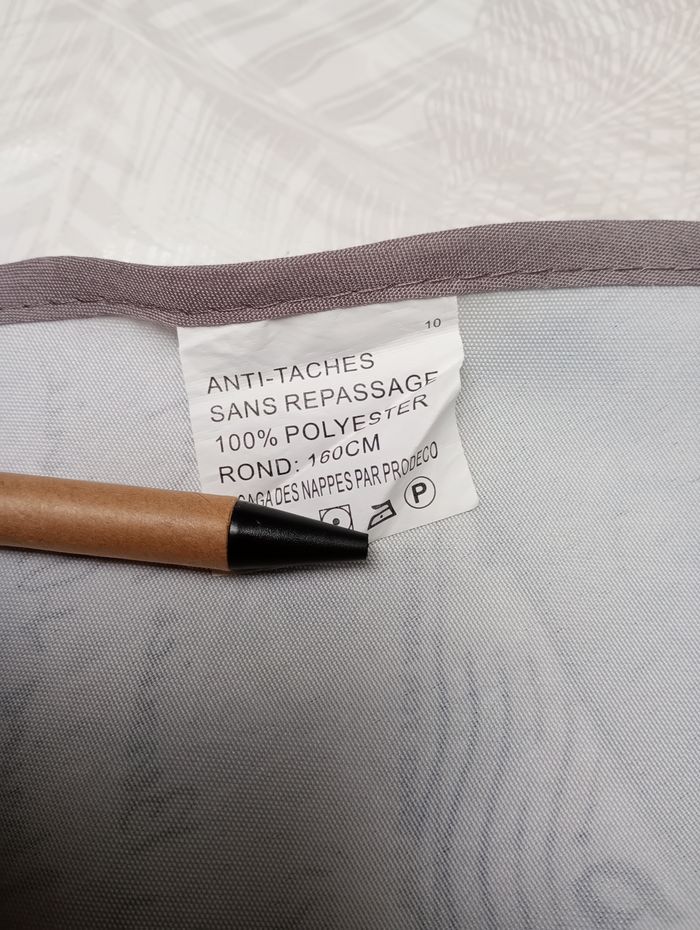 10
ANTI-TACHES
SANS REPASSAGE
100% POLYESTER
ROND: 160CM
SAGA DES NAPPES PAR PRODECO
P